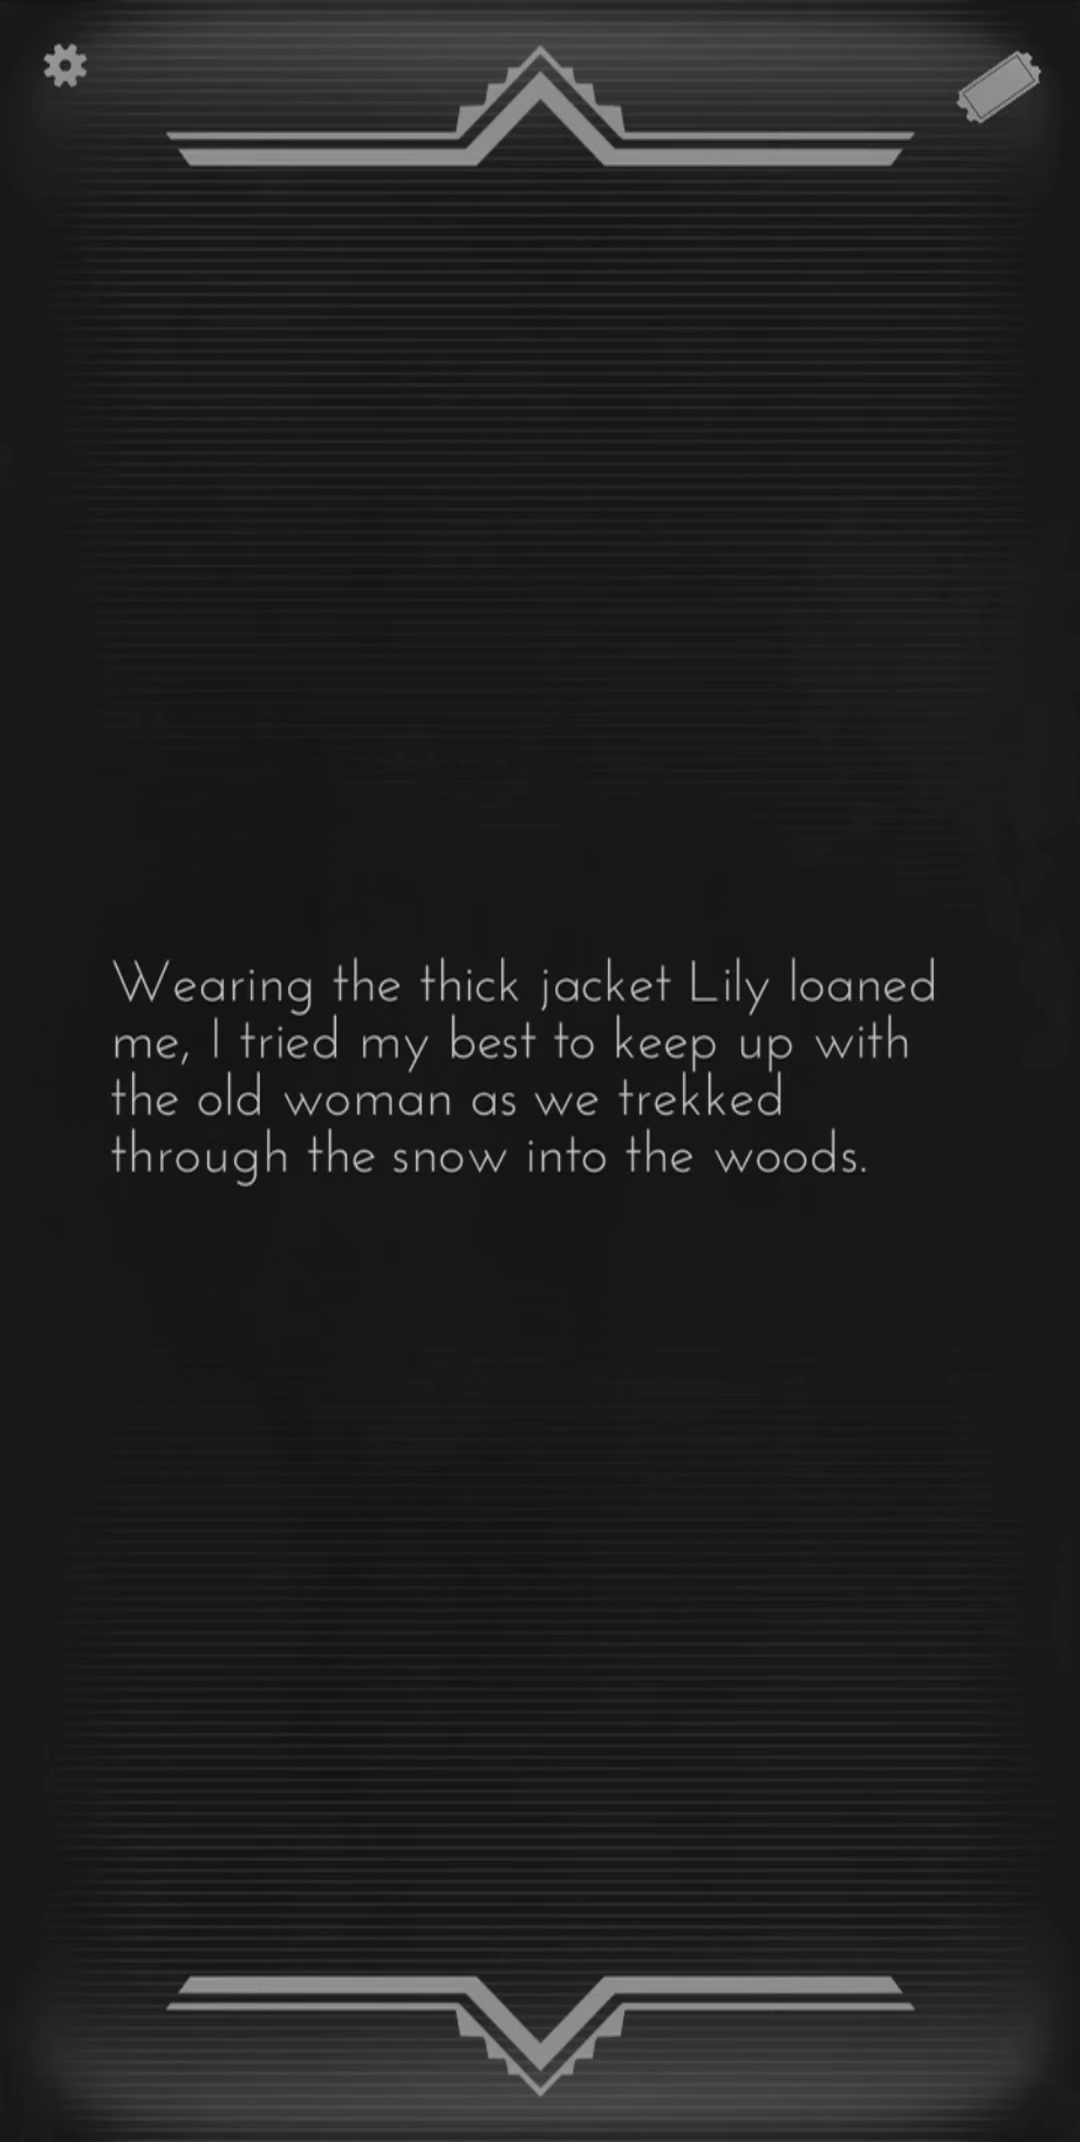 Wearing the thick jacket Lily loaned
me, I tried my best to keep up with
the old woman as we trekked
through the snow into the woods.